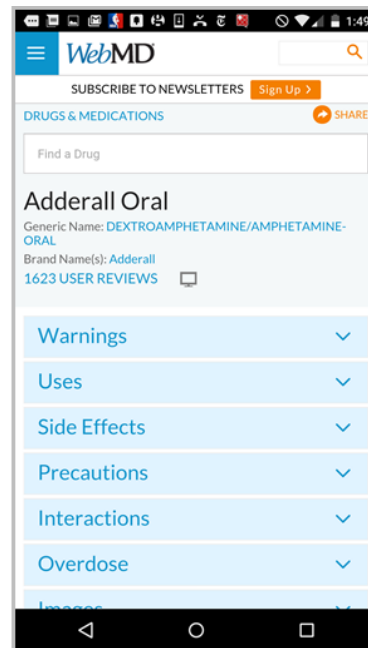 1:49
WebMD
SUBSCRIBE TO NEWSLETTERS Sign Up >
DRUGS & MEDICATIONS SHARE
Find a Drug
Adderall Oral
Generic Name: DEXTROAMPHETAMINE/AMPHETAMINE-
ORAL
Brand Name(s): Adderall
1623 USER REVIEWS
Warnings
Uses
Side Effects
Precautions
Interactions
Overdose
Images